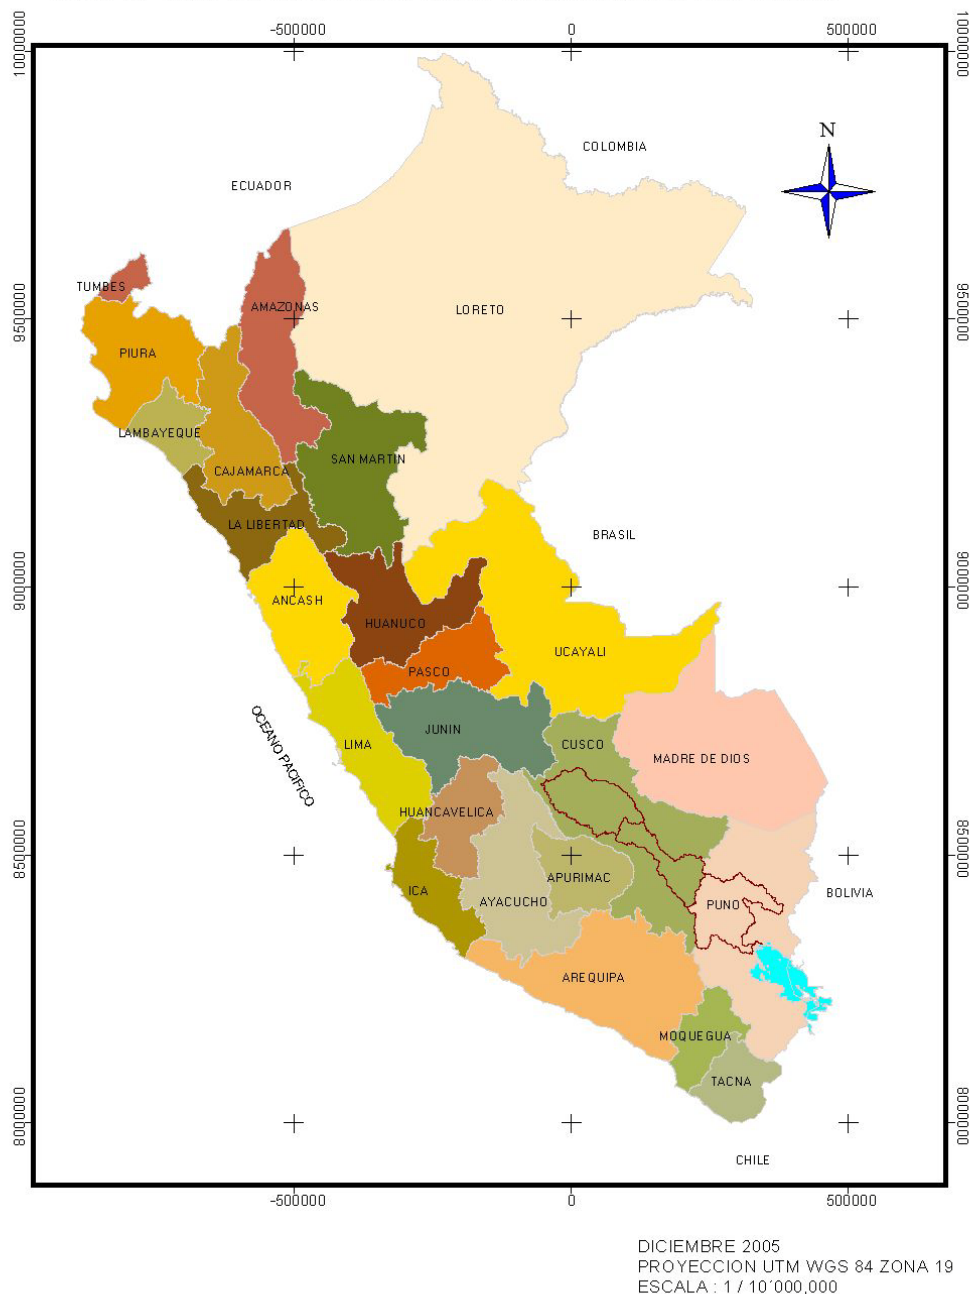 -500000 0 500000
10000000 10000000
N
COLOMBIA
ECUADOR
TUMBES
AMAZONAS
LORETO
9500000 9500000
PIURA
LAMBAYEQUE
SAN MARTIN
CAJAMARCA
LA LIBERTAD
BRASIL
9000000 9000000
ANCASH
HUANUCO
UCAYALI
PASCO
OCEANO PACIFICO
JUNIN
LIMA
CUSCO
MADRE DE DIOS
HUANCAVELICA
8500000 8500000
APURIMAC
ICA
AYACUCHO
PUNO
BOLIVIA
AREQUIPA
MOQUEGUA
TACNA
8000000 8000000
CHILE
-500000 0 500000
DICIEMBRE 2005
PROYECCION UTM WGS 84 ZONA 19
ESCALA : 1 / 10´000,000